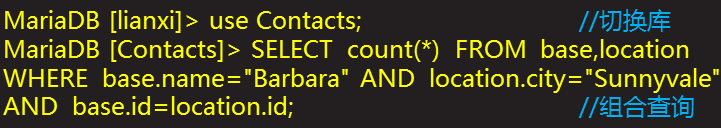 MariaDB [lianxi]> use Contacts; //切换库
MariaDB [Contacts]> SELECT count(*) FROM base,location
WHERE base.name="Barbara" AND location.city="Sunnyvale"
AND base.id=location.id; //组合查询